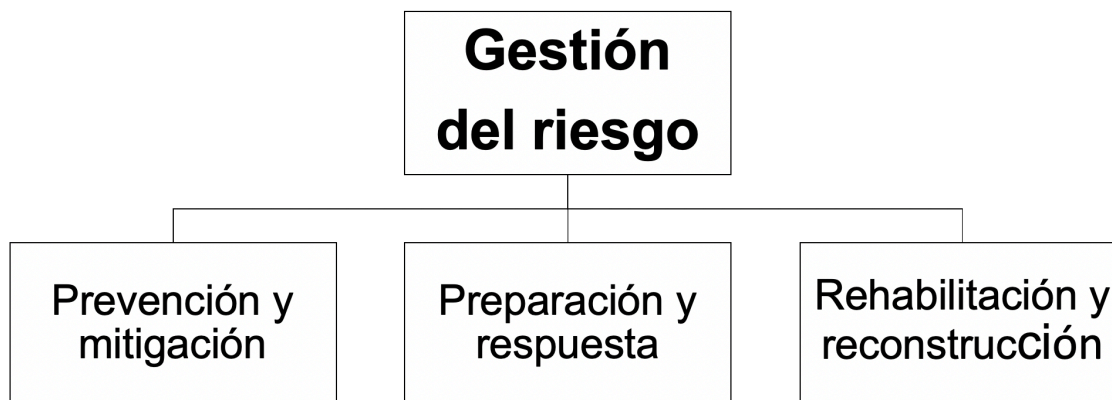 Gestión
del riesgo
Prevención y
mitigación
Preparación y
respuesta
Rehabilitación y
reconstrucción